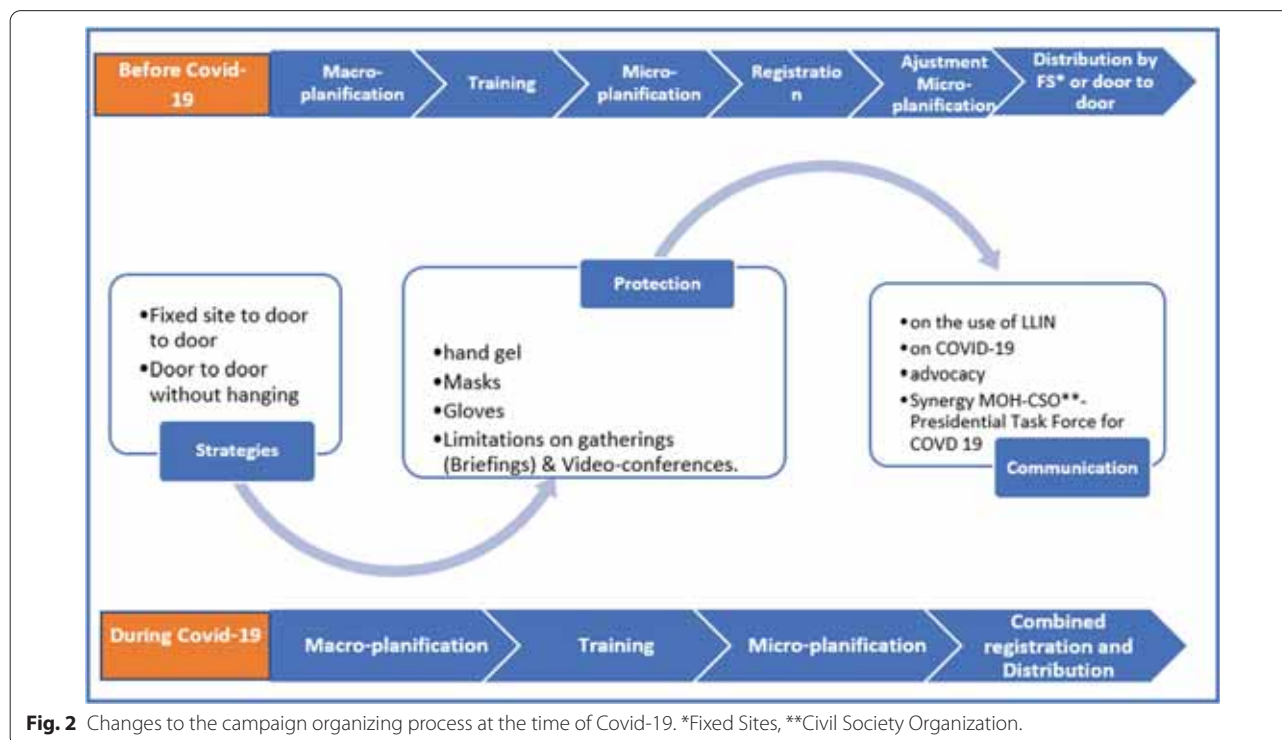 Before Covid-
19
Macro-
planification
Training
Micro-
planification
Registratio
n
Ajustment
Micro-
planification
Distribution by
FS* or door to
door
•Fixed site to door
to door
•Door to door
without hanging
Strategies
Protection
•hand gel
•Masks
•Gloves
•Limitations on gatherings
(Briefings) & Video-conferences.
•on the use of LLIN
•on COVID-19
•advocacy
•Synergy MOH-CSO**-
Presidential Task Force for
COVD 19
Communication
During Covid-19
Macro-planification
Training
Micro-planification
Combined
registration and
Distribution
Fig. 2 Changes to the campaign organizing process at the time of Covid-19. *Fixed Sites, **Civil Society Organization.